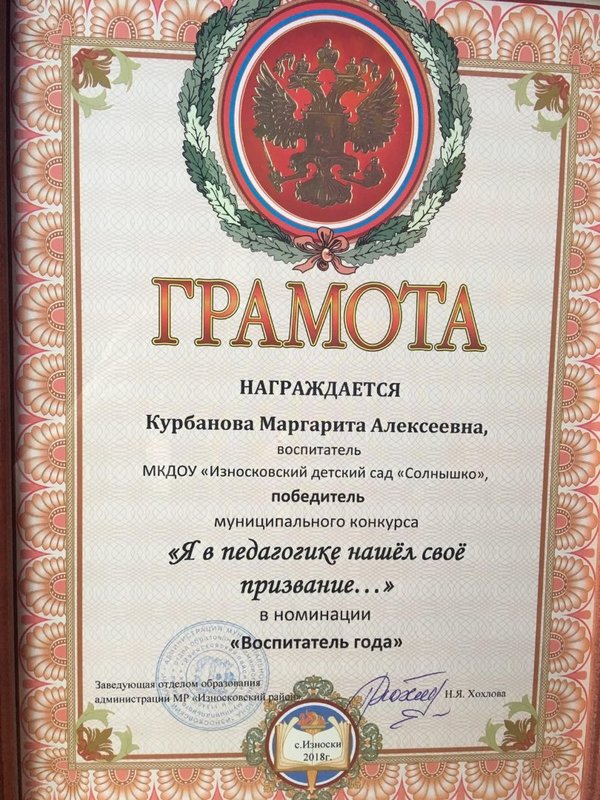 ГРАМОТА
НАГРАЖДАЕТСЯ
Курбанова Маргарита Алексеевна,
воспитатель
МКДОУ «Износковский детский сад «Солнышко»,
победитель
муниципального конкурса
«Я в педагогике нашёл своё
призвание...»
в номинации
«Воспитатель года»
Заведующая отделом образования
администрации МР «Износковский район»
Н.Я. Хохлова
с.Износки
2018г.